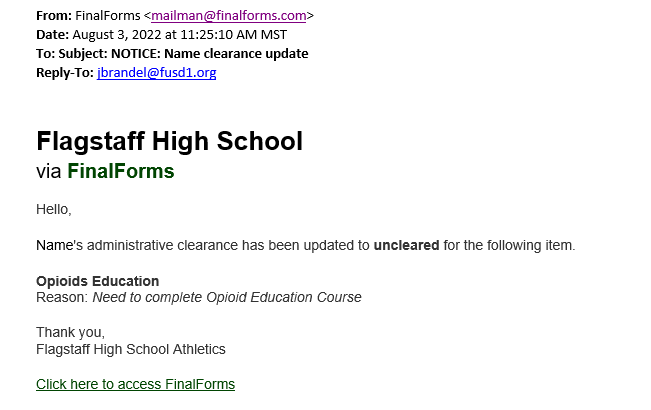 From: FinalForms <mailman@finalforms.com>
Date: August 3, 2022 at 11:25:10 AM MST
To: Subject: NOTICE: Name clearance update
Reply-To: jbrandel@fusd1.org
Flagstaff High School
via FinalForms
Hello,
Name's administrative clearance has been updated to uncleared for the following item.
Opioids Education
Reason: Need to complete Opioid Education Course
Thank you,
Flagstaff High School Athletics
Click here to access FinalForms